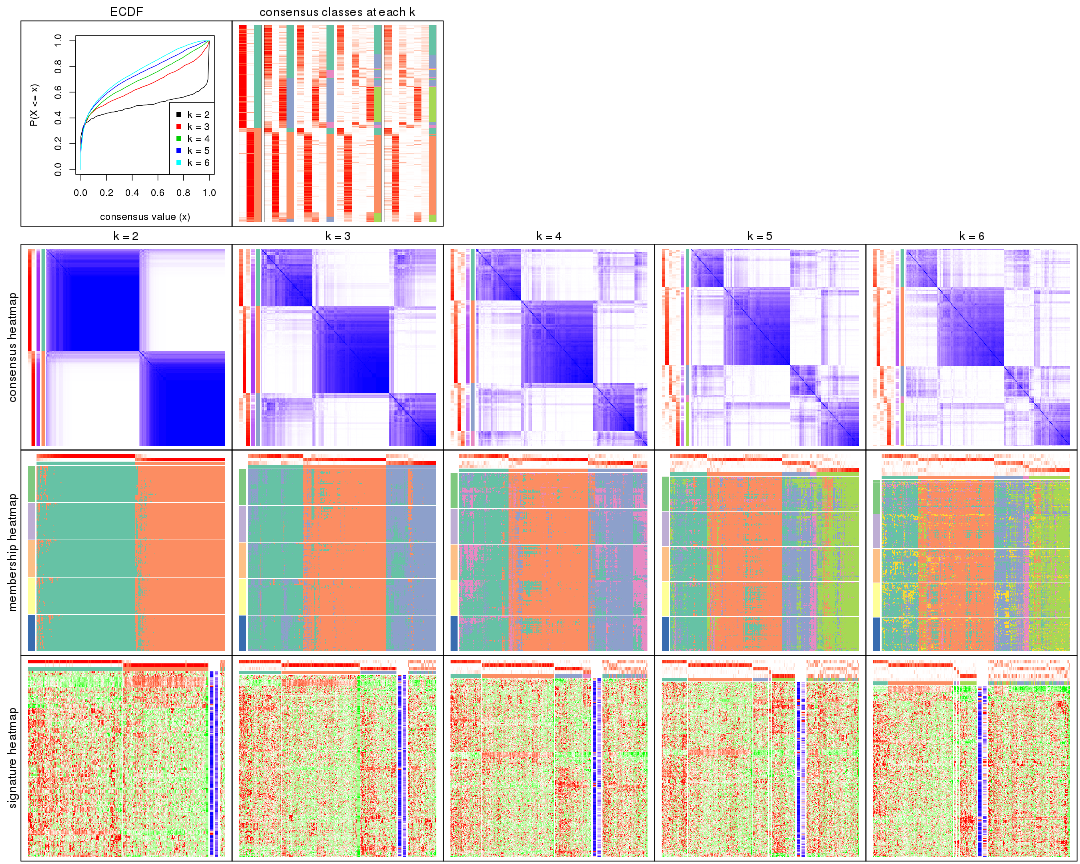 ECDF
consensus classes at each k
P(X <= x)
0.0 0.2 0.4 0.6 0.8 1.0
k = 2
k = 3
k = 4
k = 5
k = 6
0.0 0.2 0.4 0.6 0.8 1.0
consensus value (x)
k = 2 k = 3 k = 4 k = 5 k = 6
consensus heatmap
membership heatmap
signature heatmap